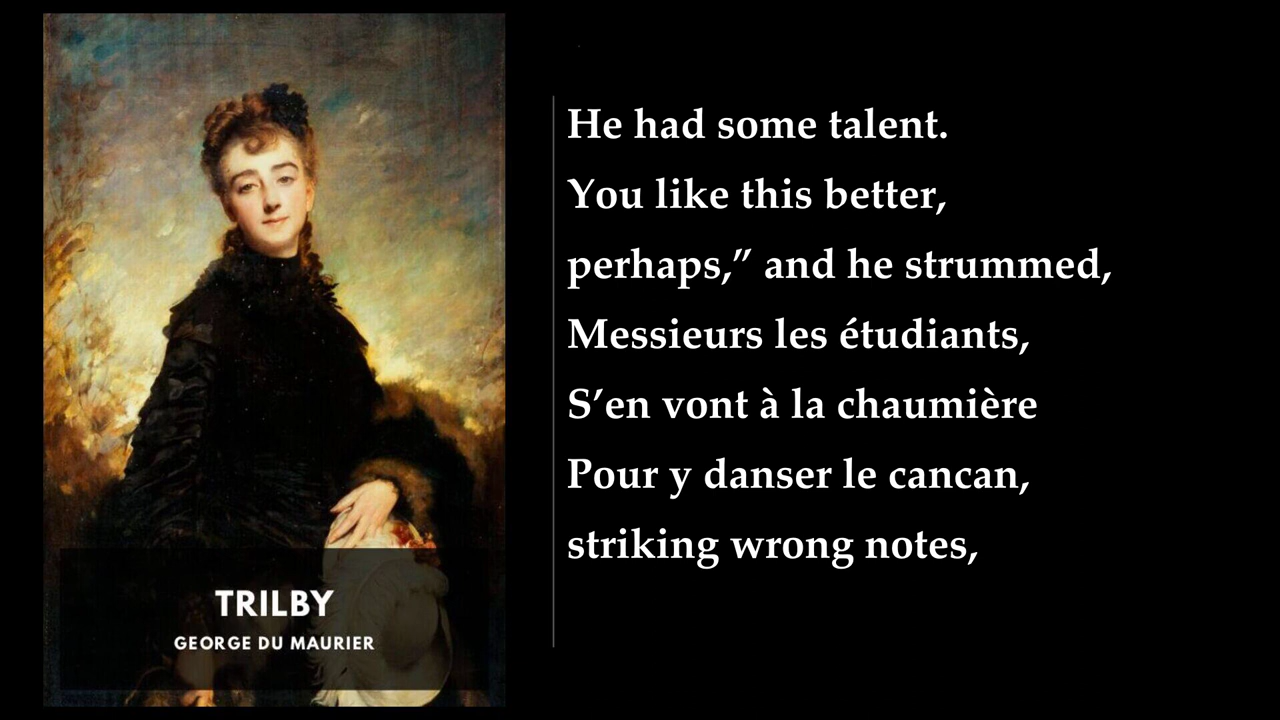 TRILBY
GEORGE DU MAURIER
He had some talent.
You like this better,
perhaps,” and he strummed,
Messieurs les étudiants,
S’en vont à la chaumière
Pour y danser le cancan,
striking wrong notes,